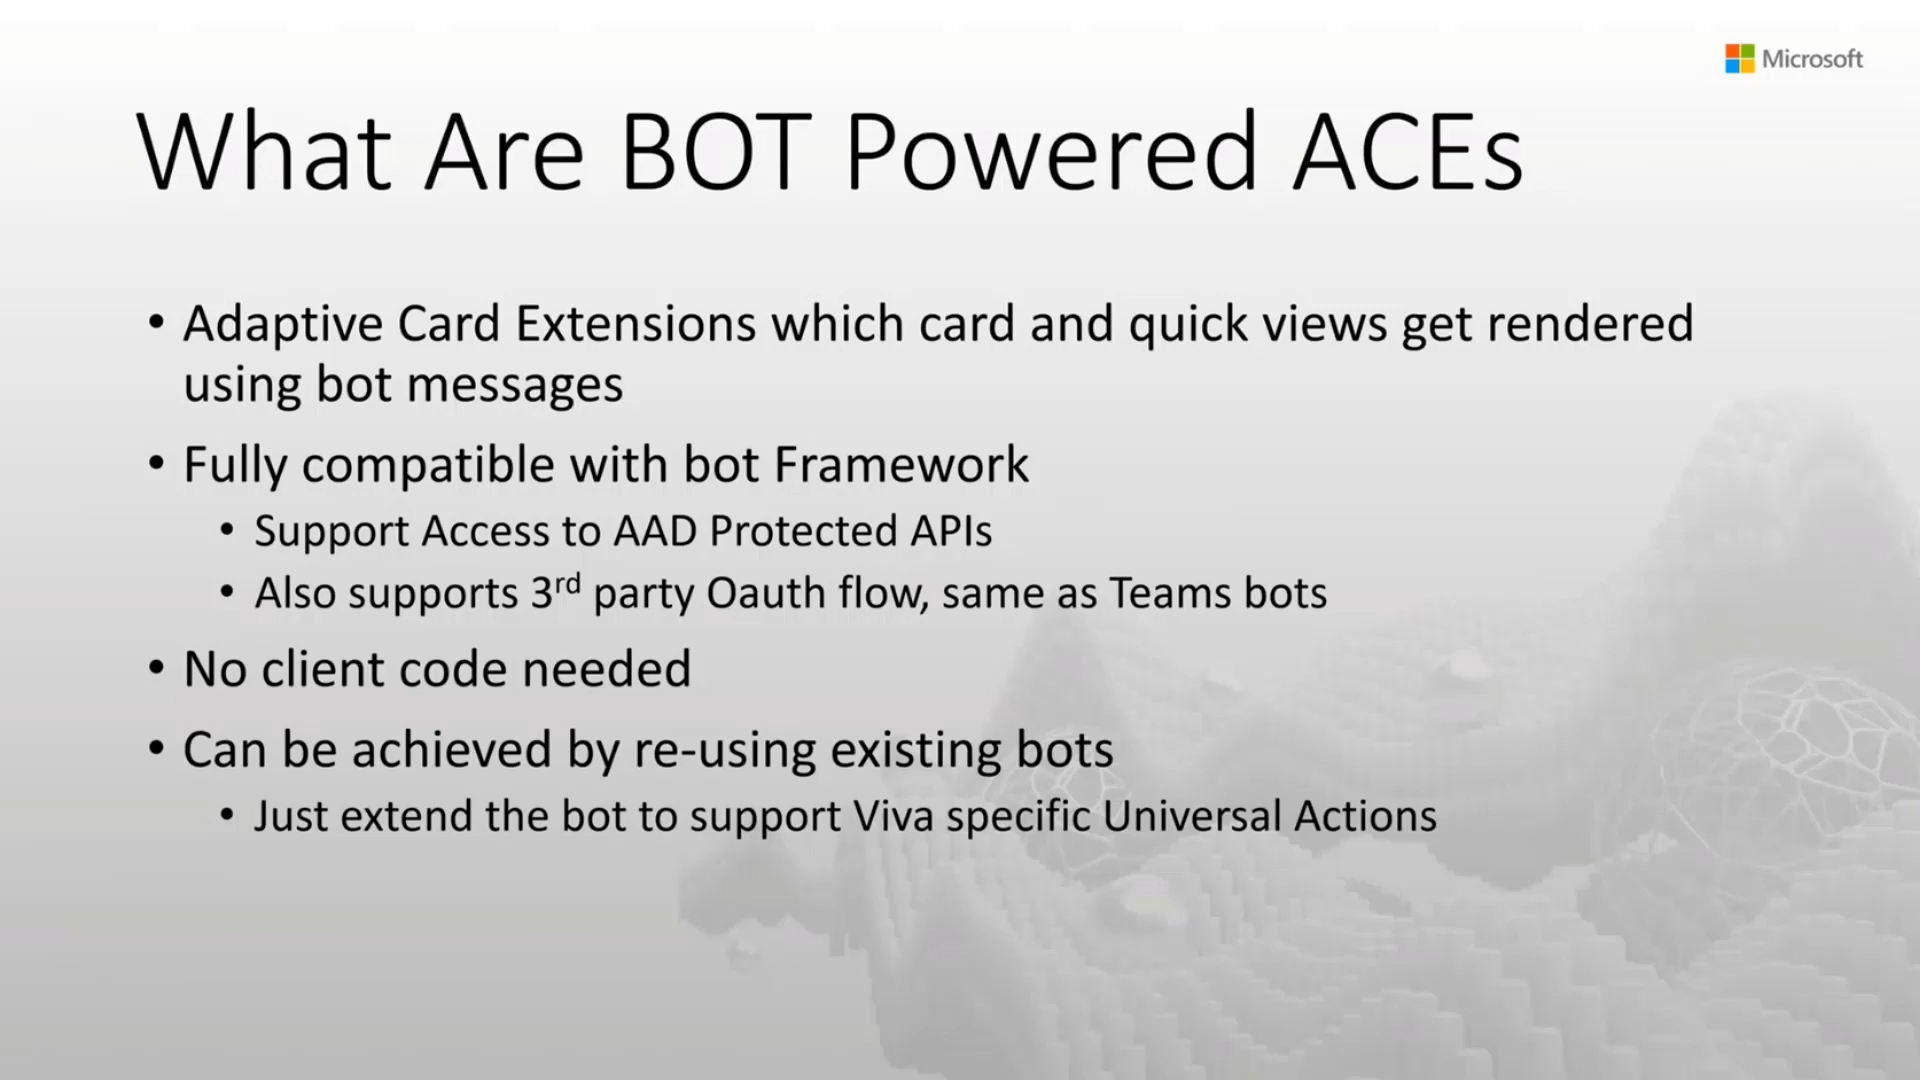 Microsoft
What Are BOT Powered ACEs
• Adaptive Card Extensions which card and quick views get rendered
using bot messages
• Fully compatible with bot Framework
• Support Access to AAD Protected APIs
• Also supports 3rd party Oauth flow, same as Teams bots
• No client code needed
• Can be achieved by re-using existing bots
• Just extend the bot to support Viva specific Universal Actions